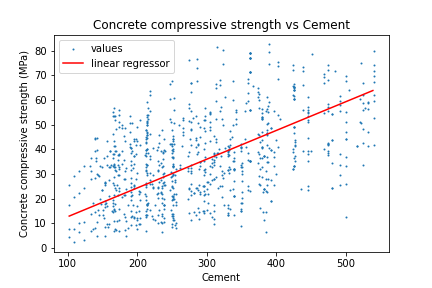 Concrete compressive strength vs Cement
values
linear regressor
Concrete compressive strength (MPa)
80
70
60
50
40
30
20
10
0
100
200
300
400
500
Cement